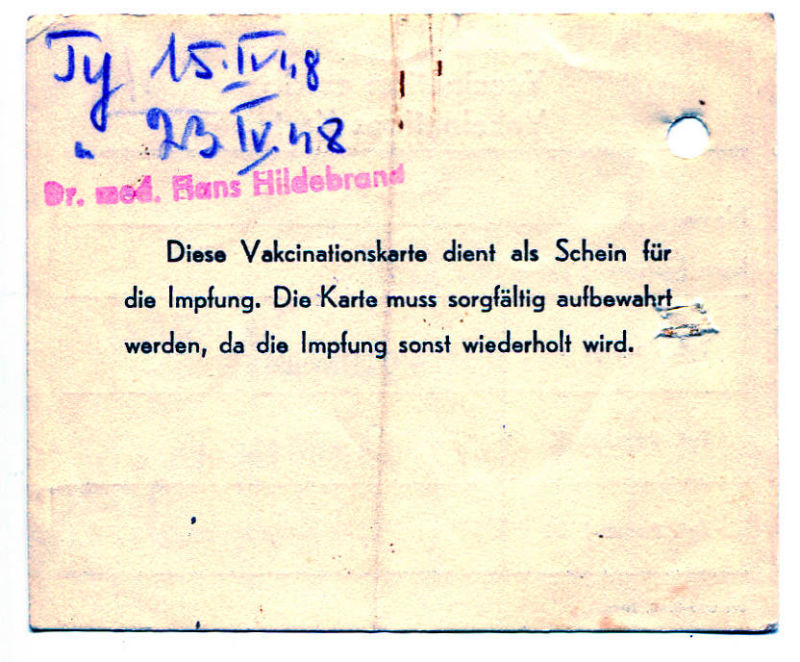 Ty 15.IV.48
" 23 IV.48
Dr. med. Hans Hildebrand
Diese Vakcinationskarte dient als Schein für
die Impfung. Die Karte muss sorgfältig aufbewahrt
werden, da die Impfung sonst wiederholt wird.